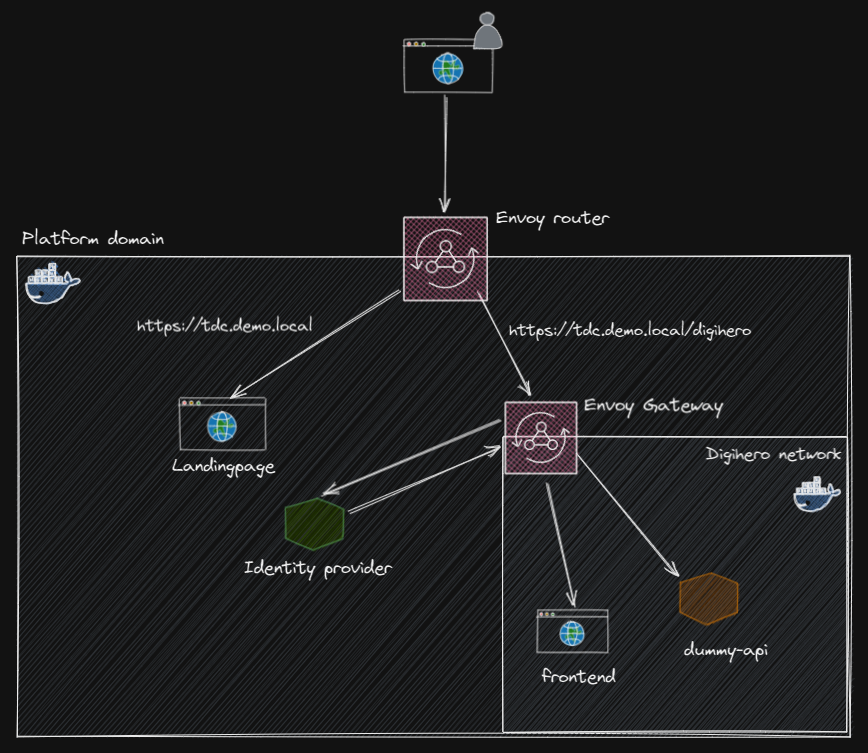 Envoy router
Platform domain
https://tdc.demo.local
https://tdc.demo.local/digihero
Envoy Gateway
Digihero network
Landingpage
Identity provider
dummy-api
frontend